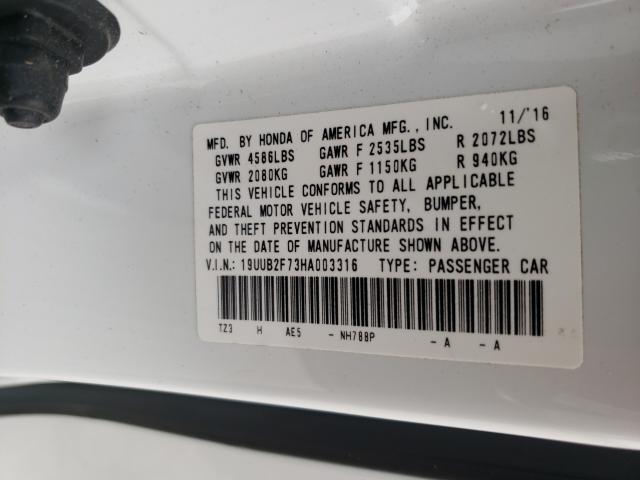 MFD. BY HONDA OF AMERICA MFG., INC. 11/'16
GVWR 4586LBS GAWR F 2535LBS R 2072LBS
GVWR 2080KG GAWR F 1150KG R 940KG
THIS VEHICLE CONFORMS TO ALL APPLICABLE
FEDERAL MOTOR VEHICLE SAFETY, BUMPER,
AND THEFT PREVENTION STANDARDS IN EFFECT
ON THE DATE OF MANUFACTURE SHOWN ABOVE.
V.I.N.: 19UUB2F73HA003316 TYPE: PASSENGER CAR
TZ3 H AE5 - NH788P - A - A